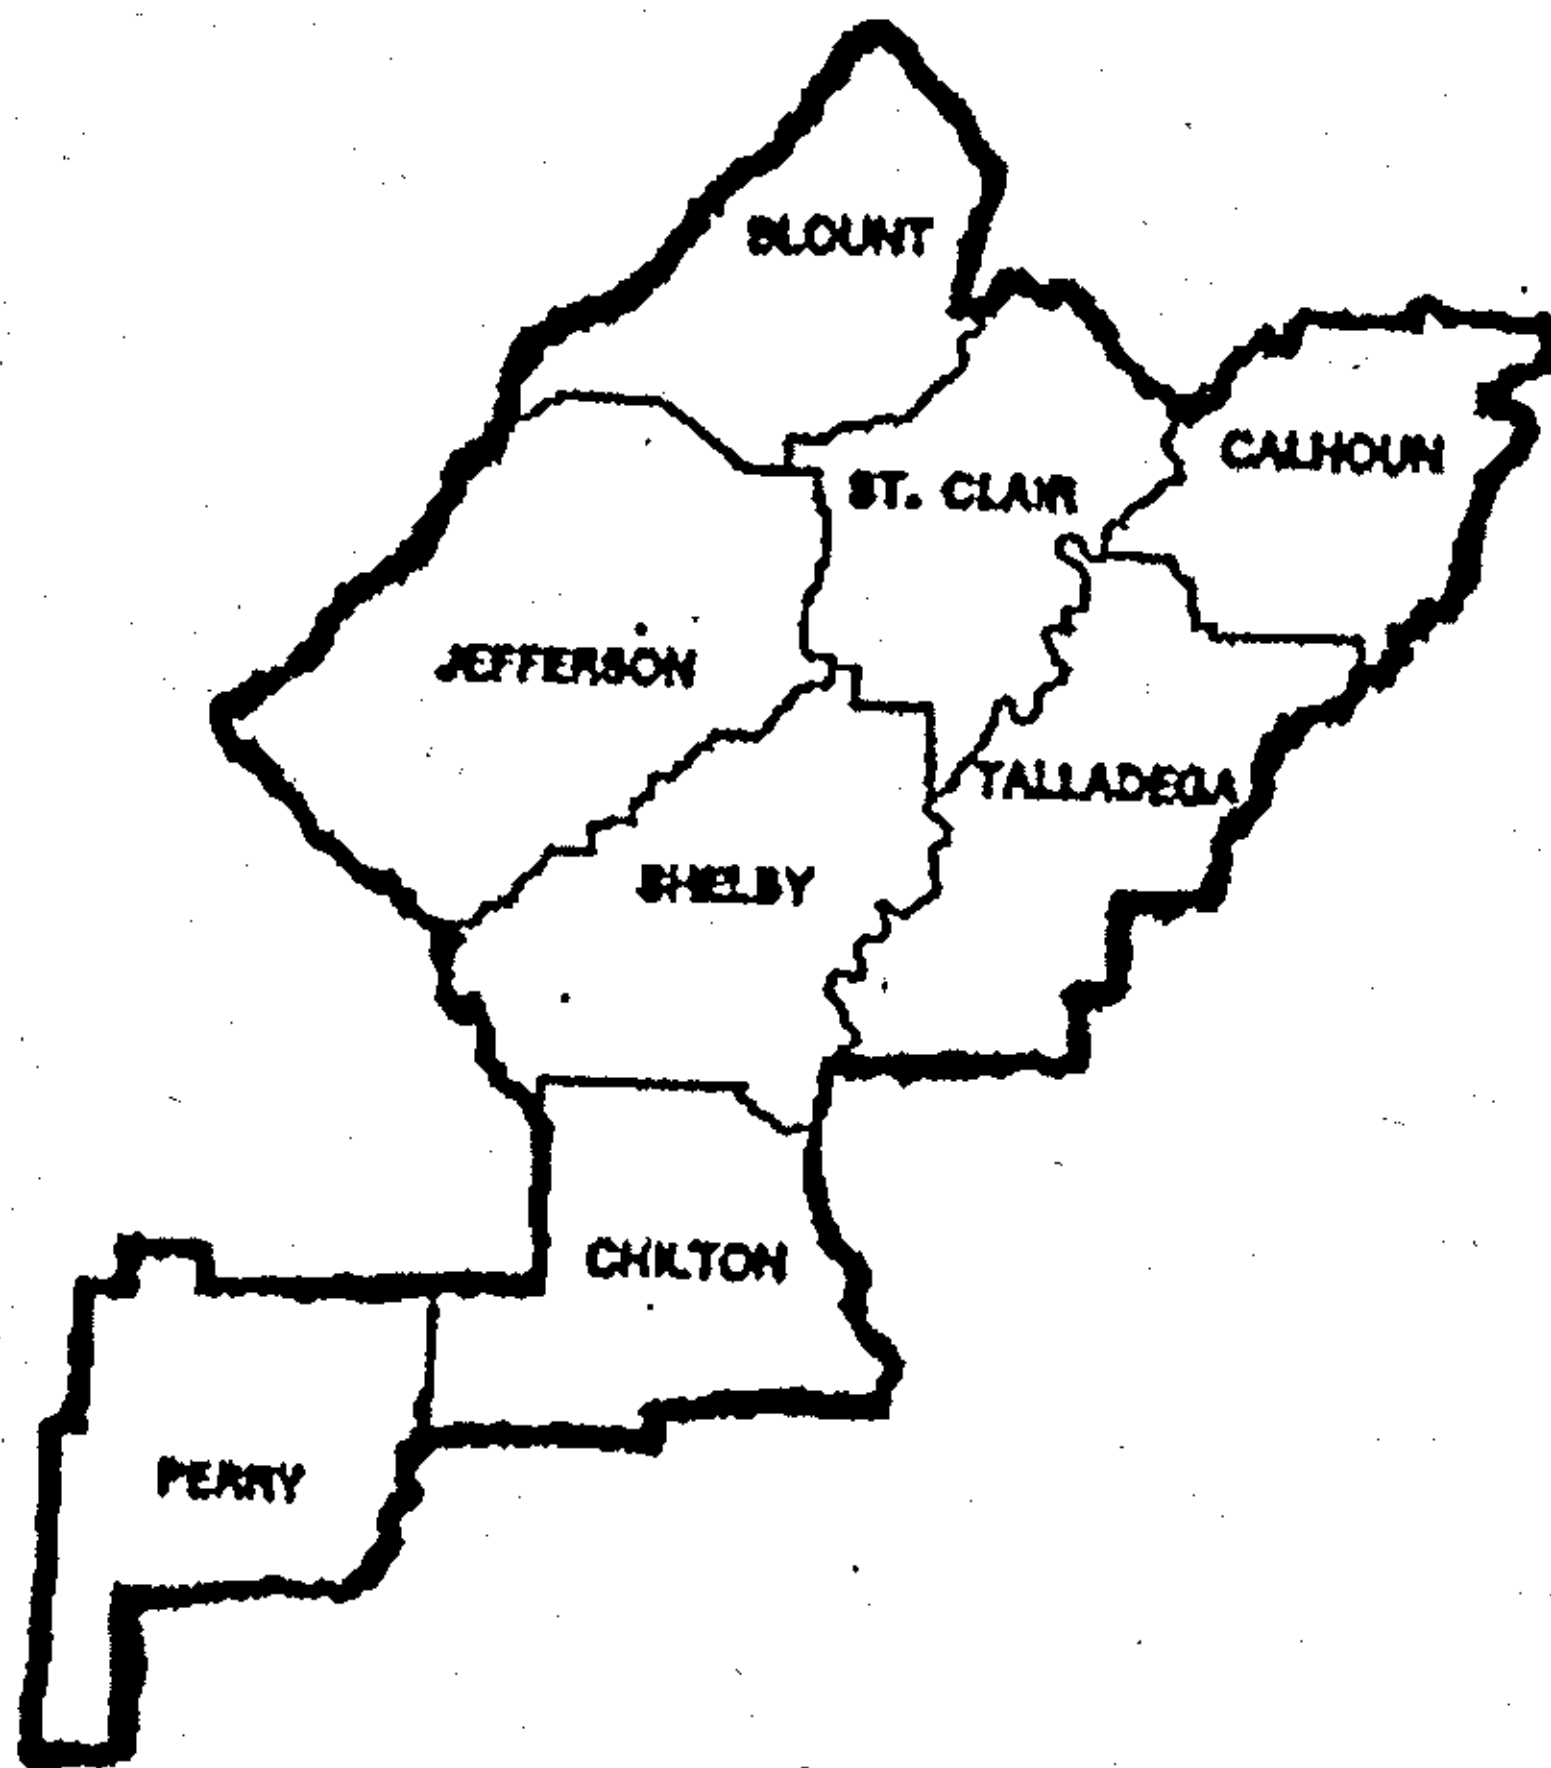 BLOUNT
CALHOUN
ST. CLAIR
JEFFERSON
TALLADEGA
SHELBY
CHILTON
PERRY